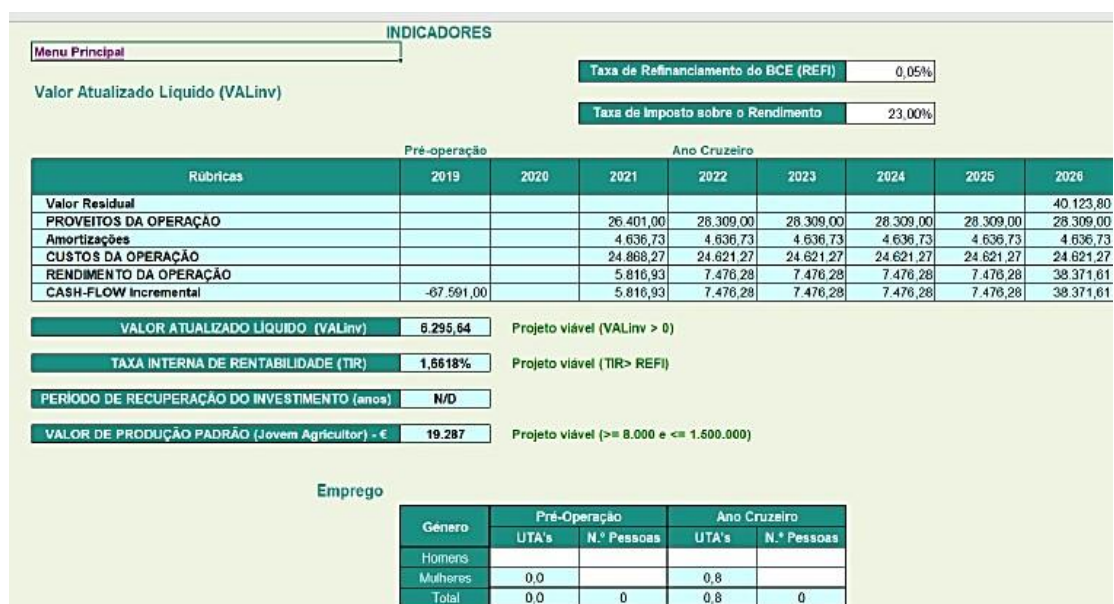 INDICADORES
Menu Principal
Taxa de Refinanciamento do BCE (REFI) 0,05%
Valor Atualizado Líquido (VALinv)
Taxa de Imposto sobre o Rendimento 23,00%
Pré-operação Ano Cruzeiro
Rúbricas 2019 2020 2021 2022 2023 2024 2025 2026
Valor Residual 40.123,80
PROVEITOS DA OPERAÇÃO 26.401,00 28.309,00 28.309,00 28.309,00 28.309,00 28.309,00
Amortizações 4.636,73 4.636,73 4.636,73 4.636,73 4.636,73 4.636,73
CUSTOS DA OPERAÇÃO 24.868,27 24.621,27 24.621,27 24.621,27 24.621,27 24.621,27
RENDIMENTO DA OPERAÇÃO 5.816,93 7.476,28 7.476,28 7.476,28 7.476,28 38.371,61
CASH-FLOW Incremental -67.591,00 5.816,93 7.476,28 7.476,28 7.476,28 7.476,28 38.371,61
VALOR ATUALIZADO LÍQUIDO (VALinv) 6.295,64 Projeto viável (VALinv > 0)
TAXA INTERNA DE RENTABILIDADE (TIR) 1,6618% Projeto viável (TIR> REFI)
PERÍODO DE RECUPERAÇÃO DO INVESTIMENTO (anos) N/D
VALOR DE PRODUÇÃO PADRÃO (Jovem Agricultor) - € 19.287 Projeto viável (>= 8.000 e <= 1.500.000)
Emprego
Género Pré-Operação Ano Cruzeiro
UTA's N.º Pessoas UTA's N.º Pessoas
Homens
Mulheres 0,0 0,8
Total 0,0 0 0,8 0